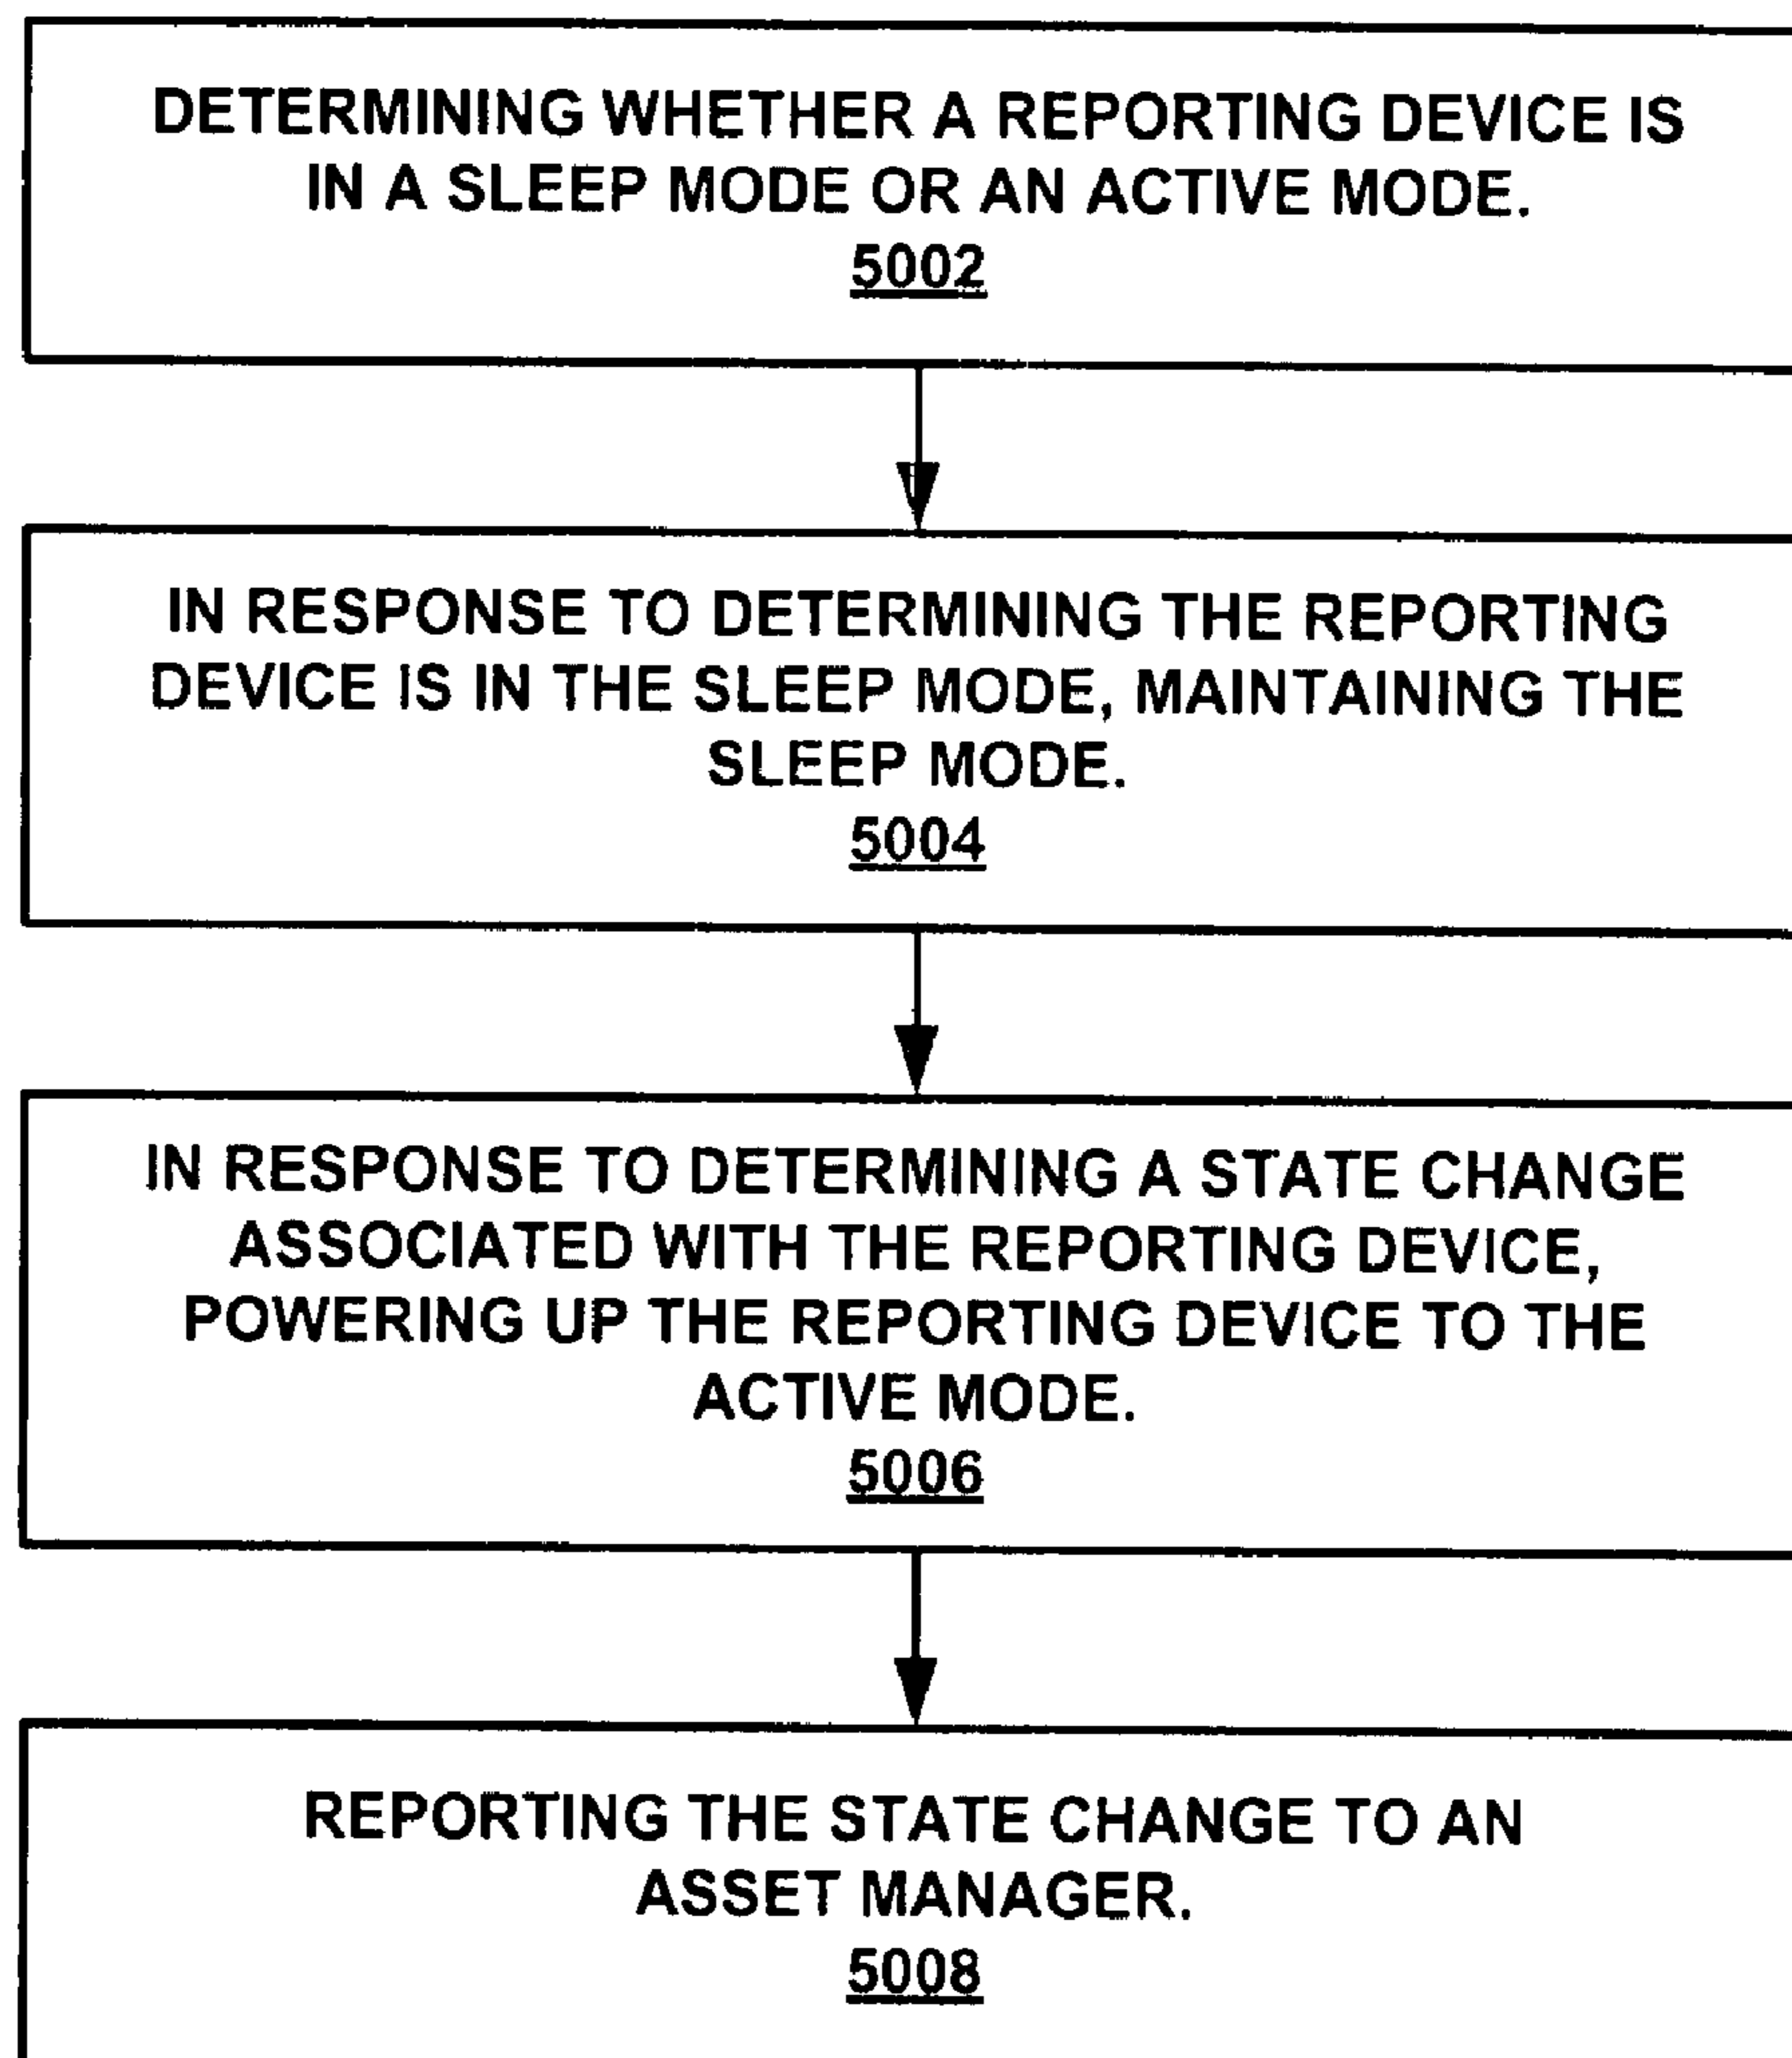 DETERMINING WHETHER A REPORTING DEVICE IS
IN A SLEEP MODE OR AN ACTIVE MODE.
5002
IN RESPONSE TO DETERMINING THE REPORTING
DEVICE IS IN THE SLEEP MODE, MAINTAINING THE
SLEEP MODE.
5004
IN RESPONSE TO DETERMINING A STATE CHANGE
ASSOCIATED WITH THE REPORTING DEVICE,
POWERING UP THE REPORTING DEVICE TO THE
ACTIVE MODE.
5006
REPORTING THE STATE CHANGE TO AN
ASSET MANAGER.
5008